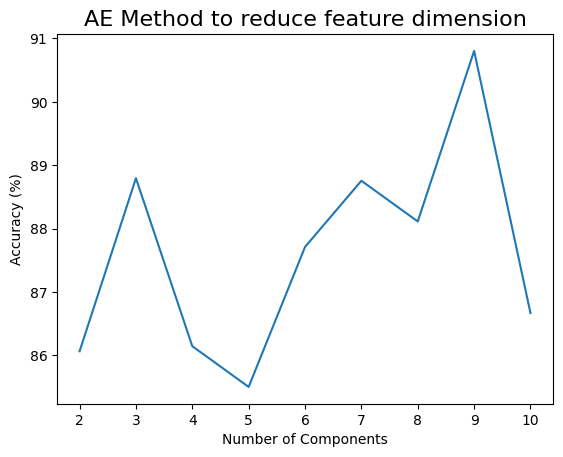 AE Method to reduce feature dimension
91
90
89
88
87
86
Accuracy (%)
2 3 4 5 6 7 8 9 10
Number of Components